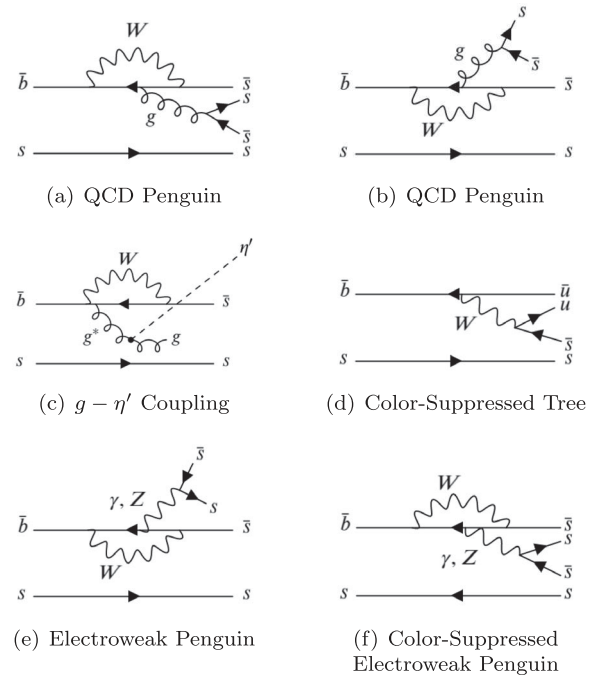 W
b̄ s̄
s
g
s̄
s s
(a) QCD Penguin
s
g
s̄
b̄ s̄
W
s s
(b) QCD Penguin
η′
W
b̄ s̄
g* g
s s
(c) g − η′ Coupling
b̄ ū
u
W
s̄
s s
(d) Color-Suppressed Tree
s̄
γ, Z s
b̄ s̄
W
s s
(e) Electroweak Penguin
W
b̄ s̄
s
γ, Z
s̄
s s
(f) Color-Suppressed
Electroweak Penguin